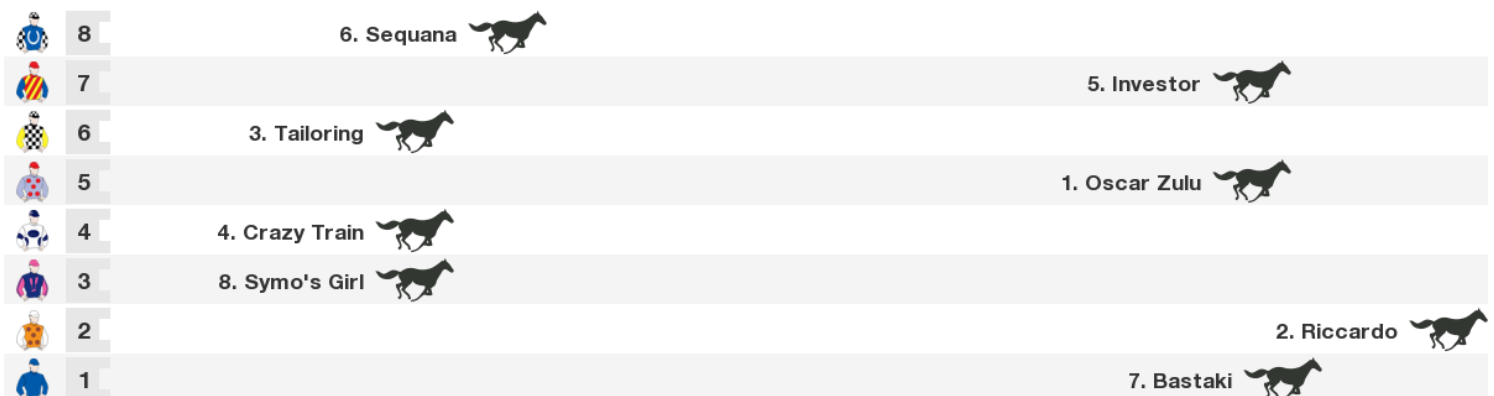 8 6. Sequana
7 5. Investor
6 3. Tailoring
5 1. Oscar Zulu
4 4. Crazy Train
3 8. Symo's Girl
2 2. Riccardo
1 7. Bastaki